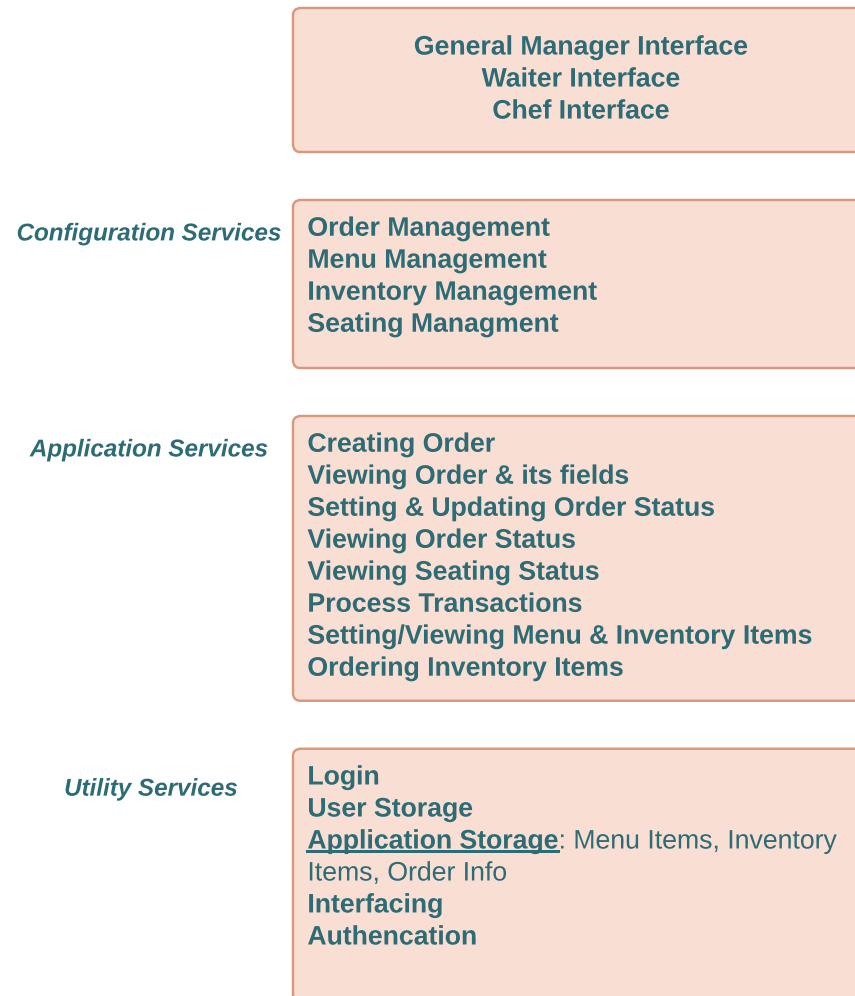 General Manager Interface
Waiter Interface
Chef Interface
Configuration Services
Order Management
Menu Management
Inventory Management
Seating Managment
Application Services
Creating Order
Viewing Order & its fields
Setting & Updating Order Status
Viewing Order Status
Viewing Seating Status
Process Transactions
Setting/Viewing Menu & Inventory Items
Ordering Inventory Items
Utility Services
Login
User Storage
Application Storage: Menu Items, Inventory
Items, Order Info
Interfacing
Authencation